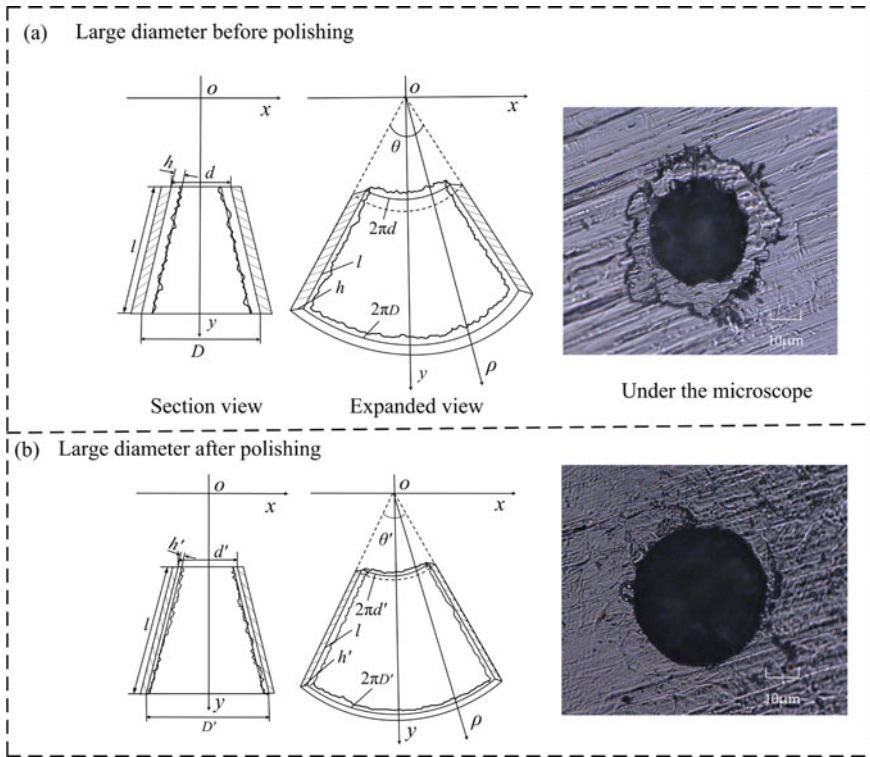 (a) Large diameter before polishing
o
x
h
d
l
y
D
Section view
o
x
θ
2πd
l
h
2πD
y
ρ
Expanded view
10μm
Under the microscope
(b) Large diameter after polishing
o
x
h'
d'
l
y
D'
o
x
θ'
2πd'
l
h'
2πD'
y
ρ
10μm